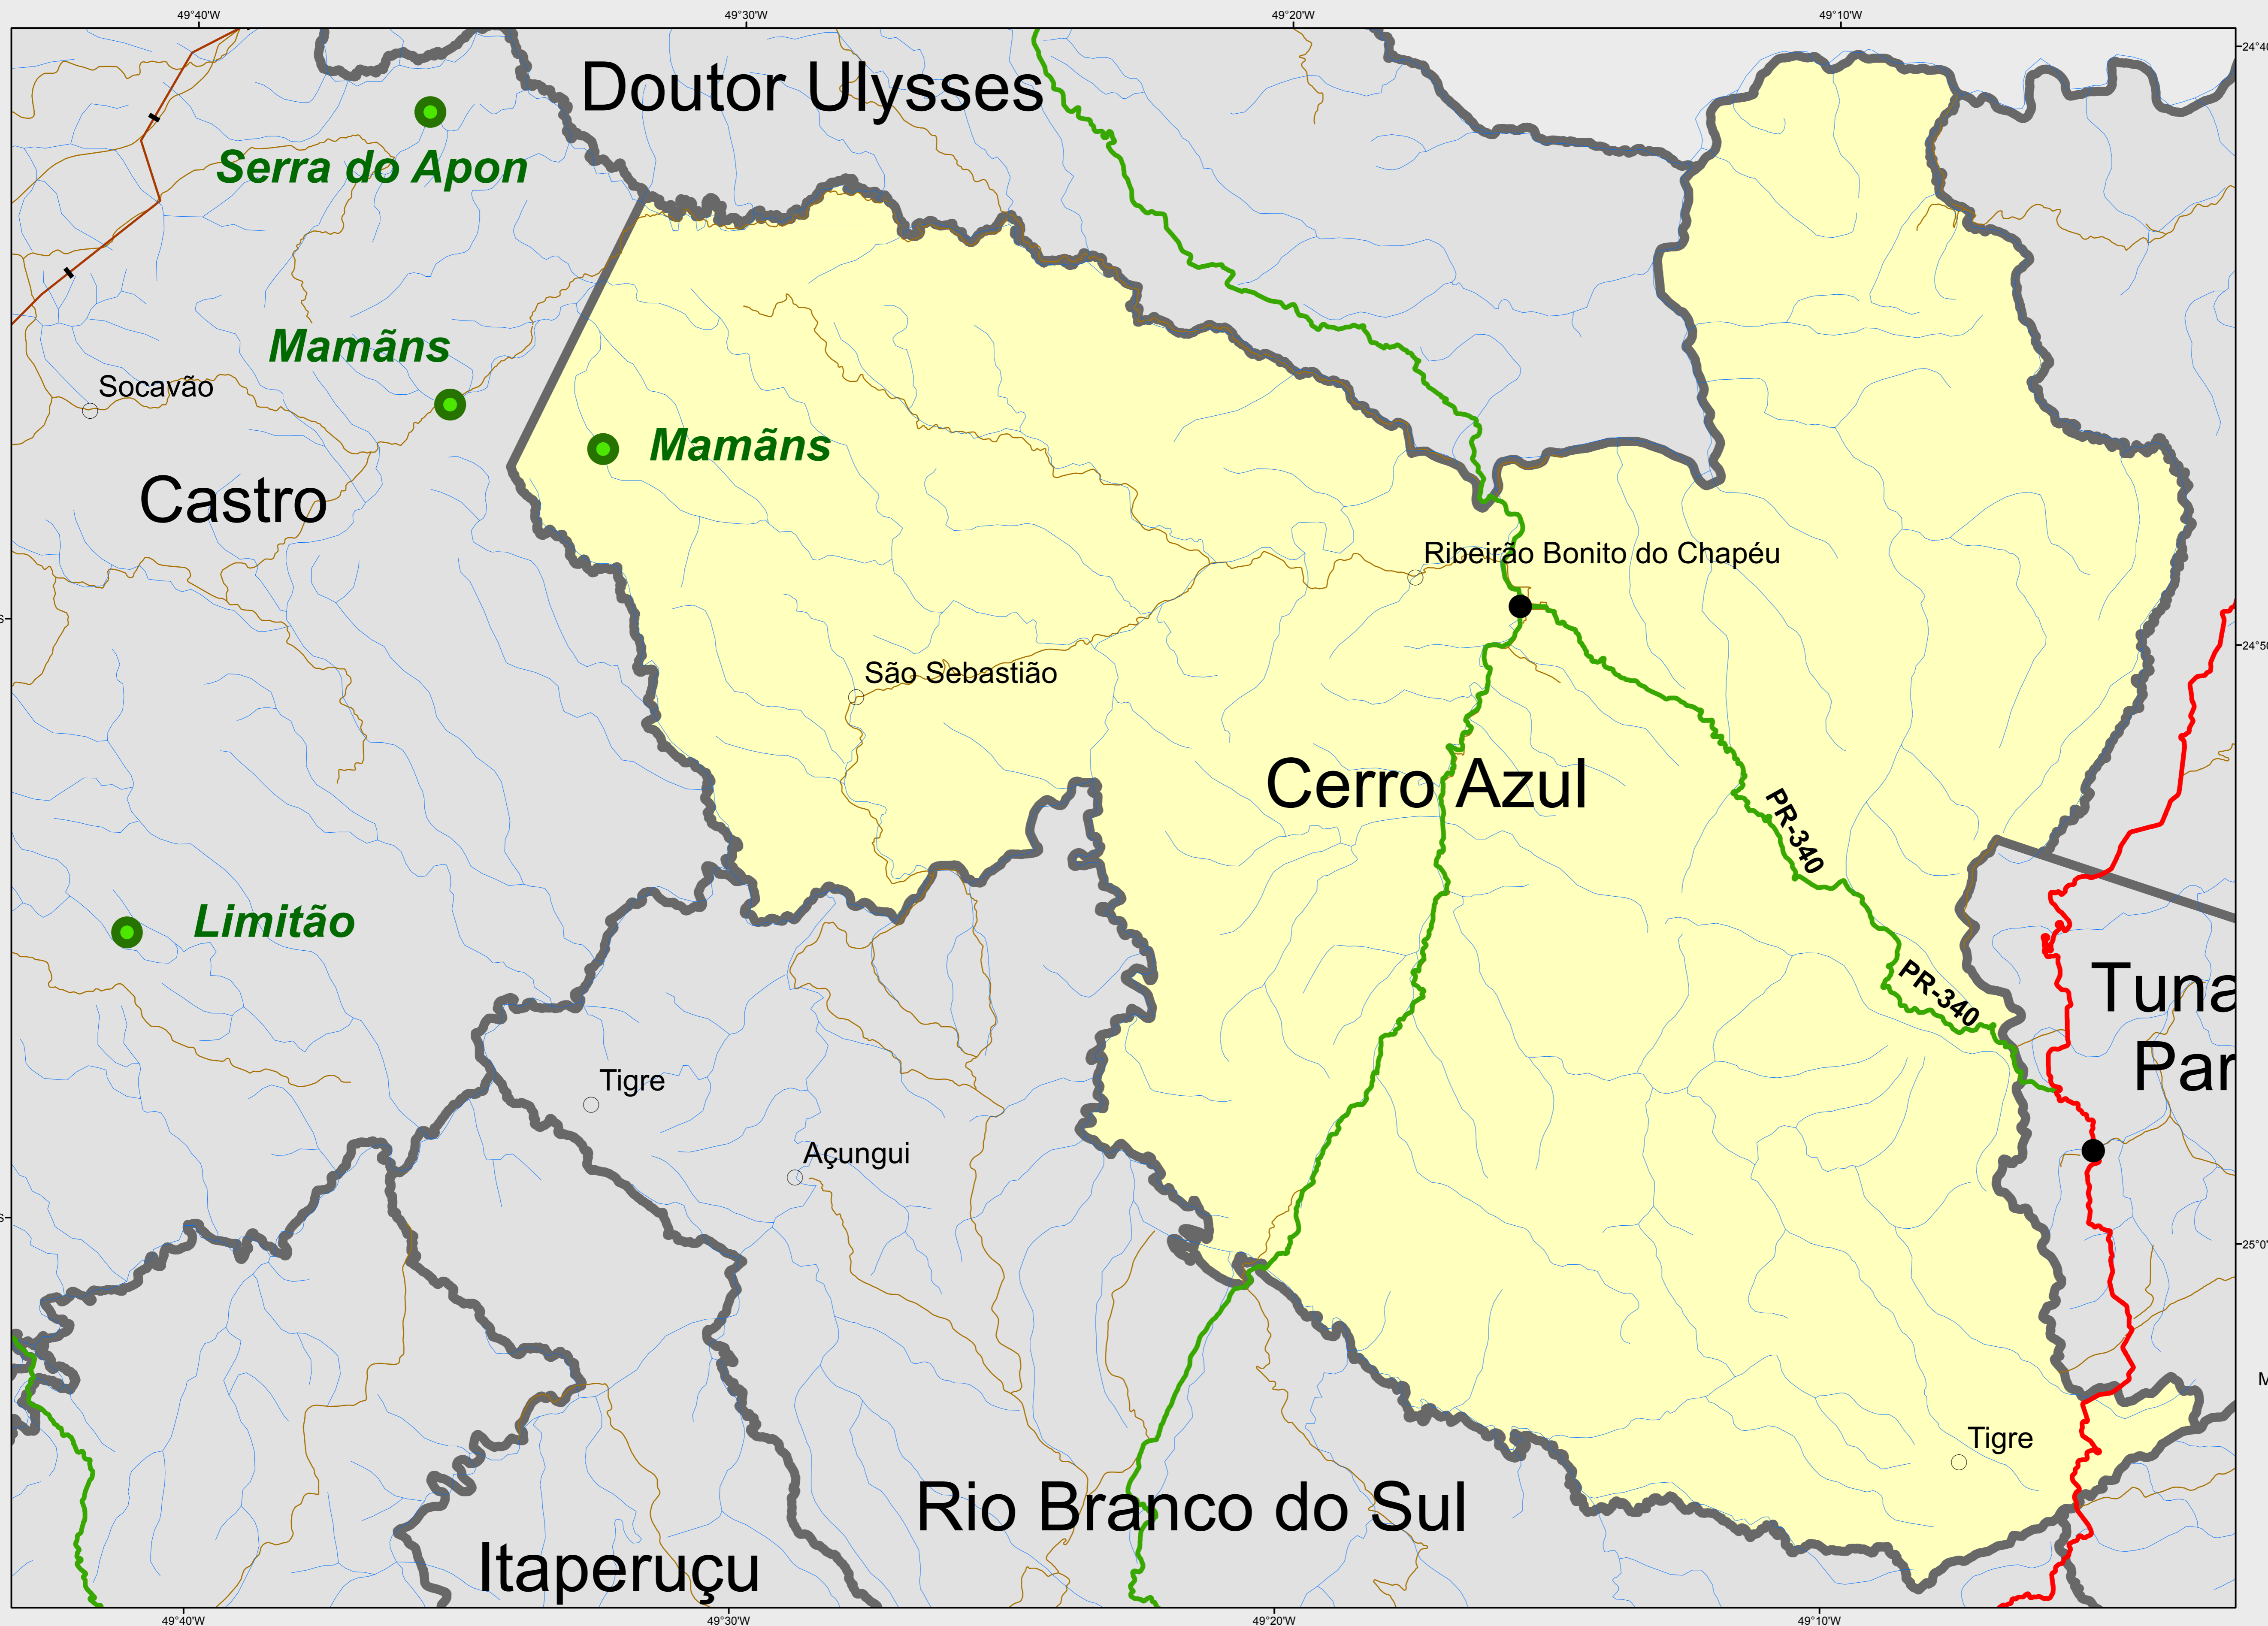 49°40'W
49°30'W
49°20'W
49°10'W
Doutor Ulysses
Serra do Apon
Mamãns
Socavão
Mamãns
Castro
Ribeirão Bonito do Chapéu
São Sebastião
Cerro Azul
PR-340
Limitão
PR-340
Tuna
Par
Tigre
Açungui
25°0'
Tigre
Rio Branco do Sul
Itaperuçu
49°40'W
49°30'W
49°20'W
49°10'W